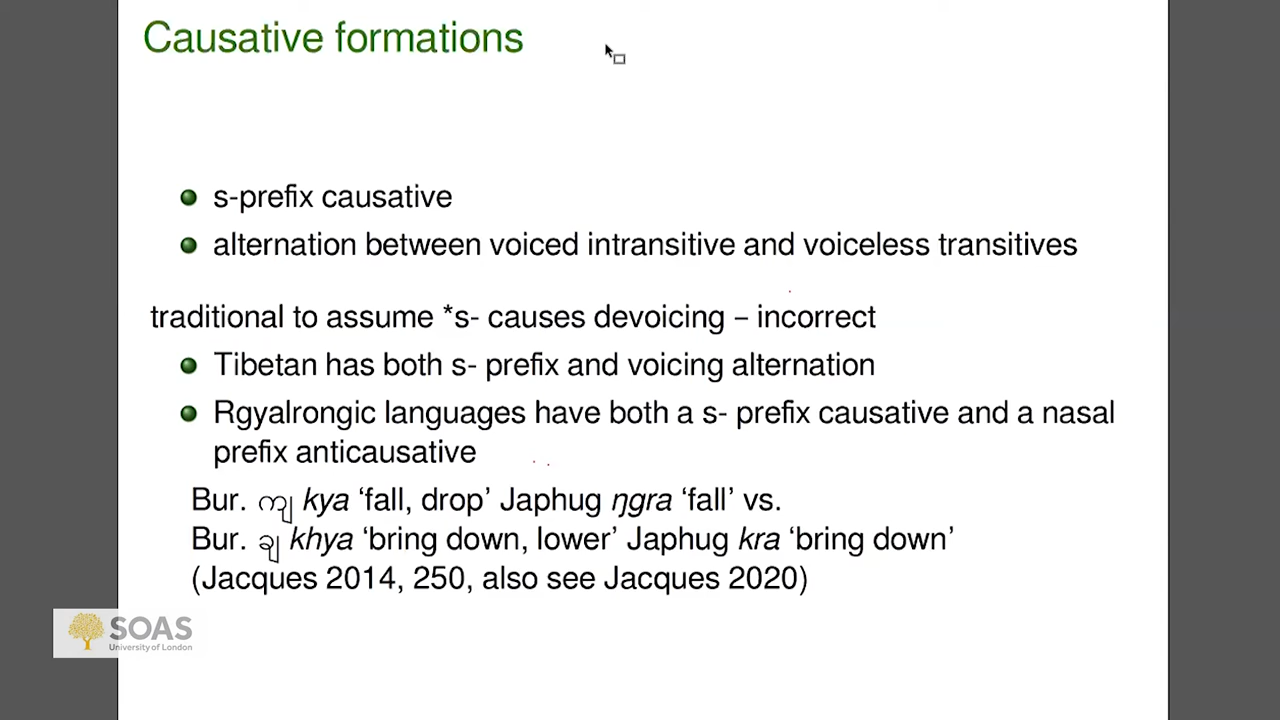 Causative formations
s-prefix causative
alternation between voiced intransitive and voiceless transitives
traditional to assume *s- causes devoicing – incorrect
Tibetan has both s- prefix and voicing alternation
Rgyalrongic languages have both a s- prefix causative and a nasal
prefix anticausative
Bur. ကျ kya ‘fall, drop’ Japhug ŋgra ‘fall’ vs.
Bur. ချ khya ‘bring down, lower’ Japhug kra ‘bring down’
(Jacques 2014, 250, also see Jacques 2020)
SOAS
University of London